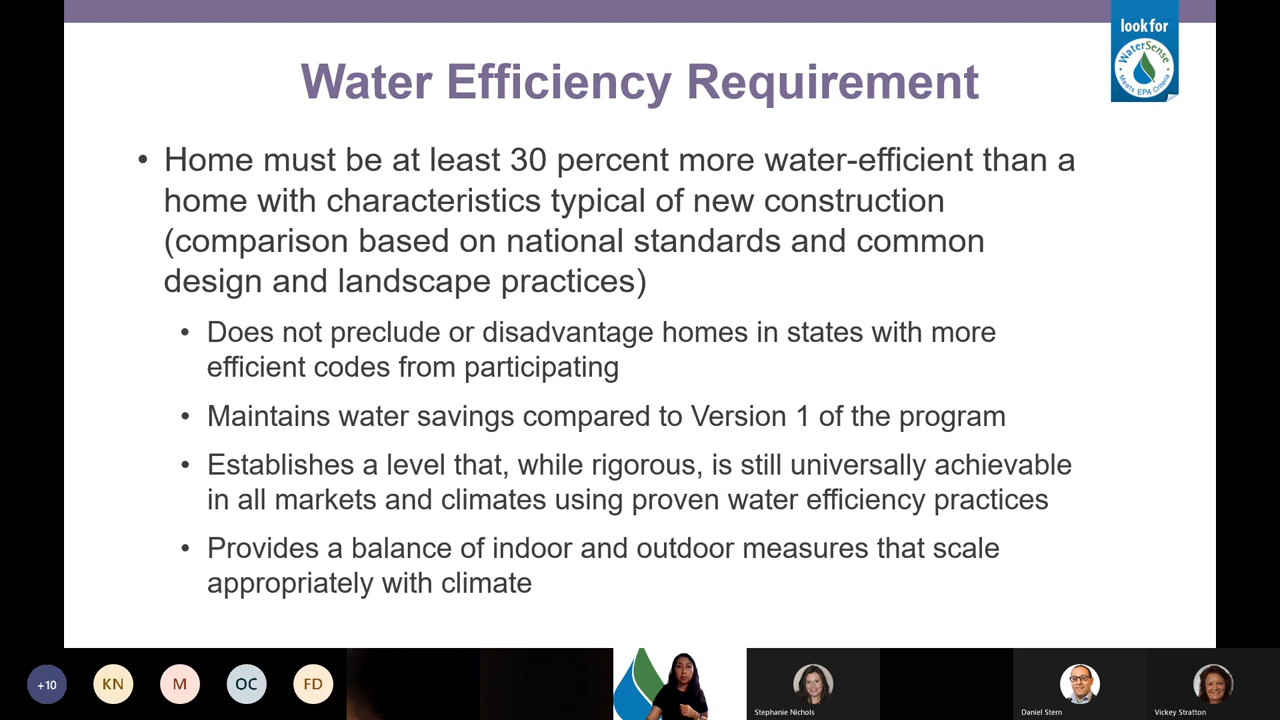 look for
WaterSense
Meets EPA Criteria
Water Efficiency Requirement
• Home must be at least 30 percent more water-efficient than a
home with characteristics typical of new construction
(comparison based on national standards and common
design and landscape practices)
• Does not preclude or disadvantage homes in states with more
efficient codes from participating
• Maintains water savings compared to Version 1 of the program
• Establishes a level that, while rigorous, is still universally achievable
in all markets and climates using proven water efficiency practices
• Provides a balance of indoor and outdoor measures that scale
appropriately with climate
+10 KN M OC FD
Stephanie Nichols Daniel Stern Vickey Stratton